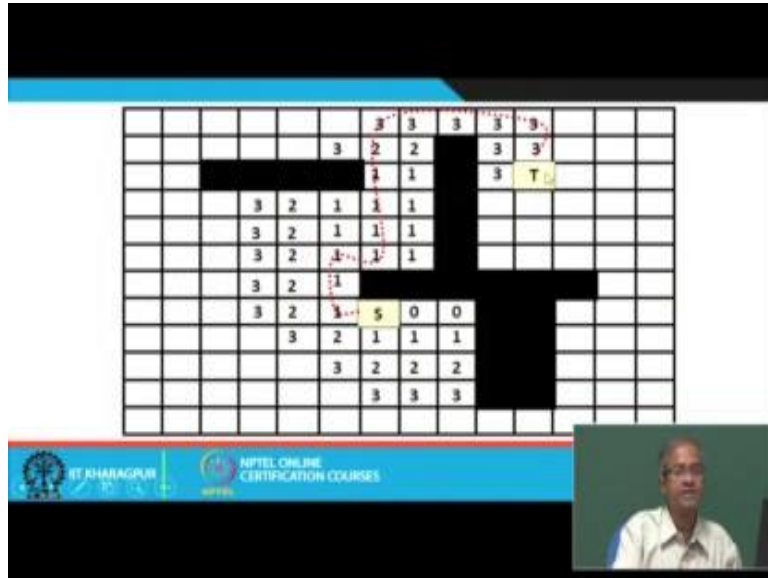 3 3 3 3 3
3 2 2 3 3
1 1 3 T
3 2 1 1 1
3 2 1 1 1
3 2 1 1 1
3 2 1
3 2 1 S 0 0
3 2 1 1 1
3 2 2 2
3 3 3
IIT KHARAGPUR
NPTEL
NPTEL ONLINE
CERTIFICATION COURSES